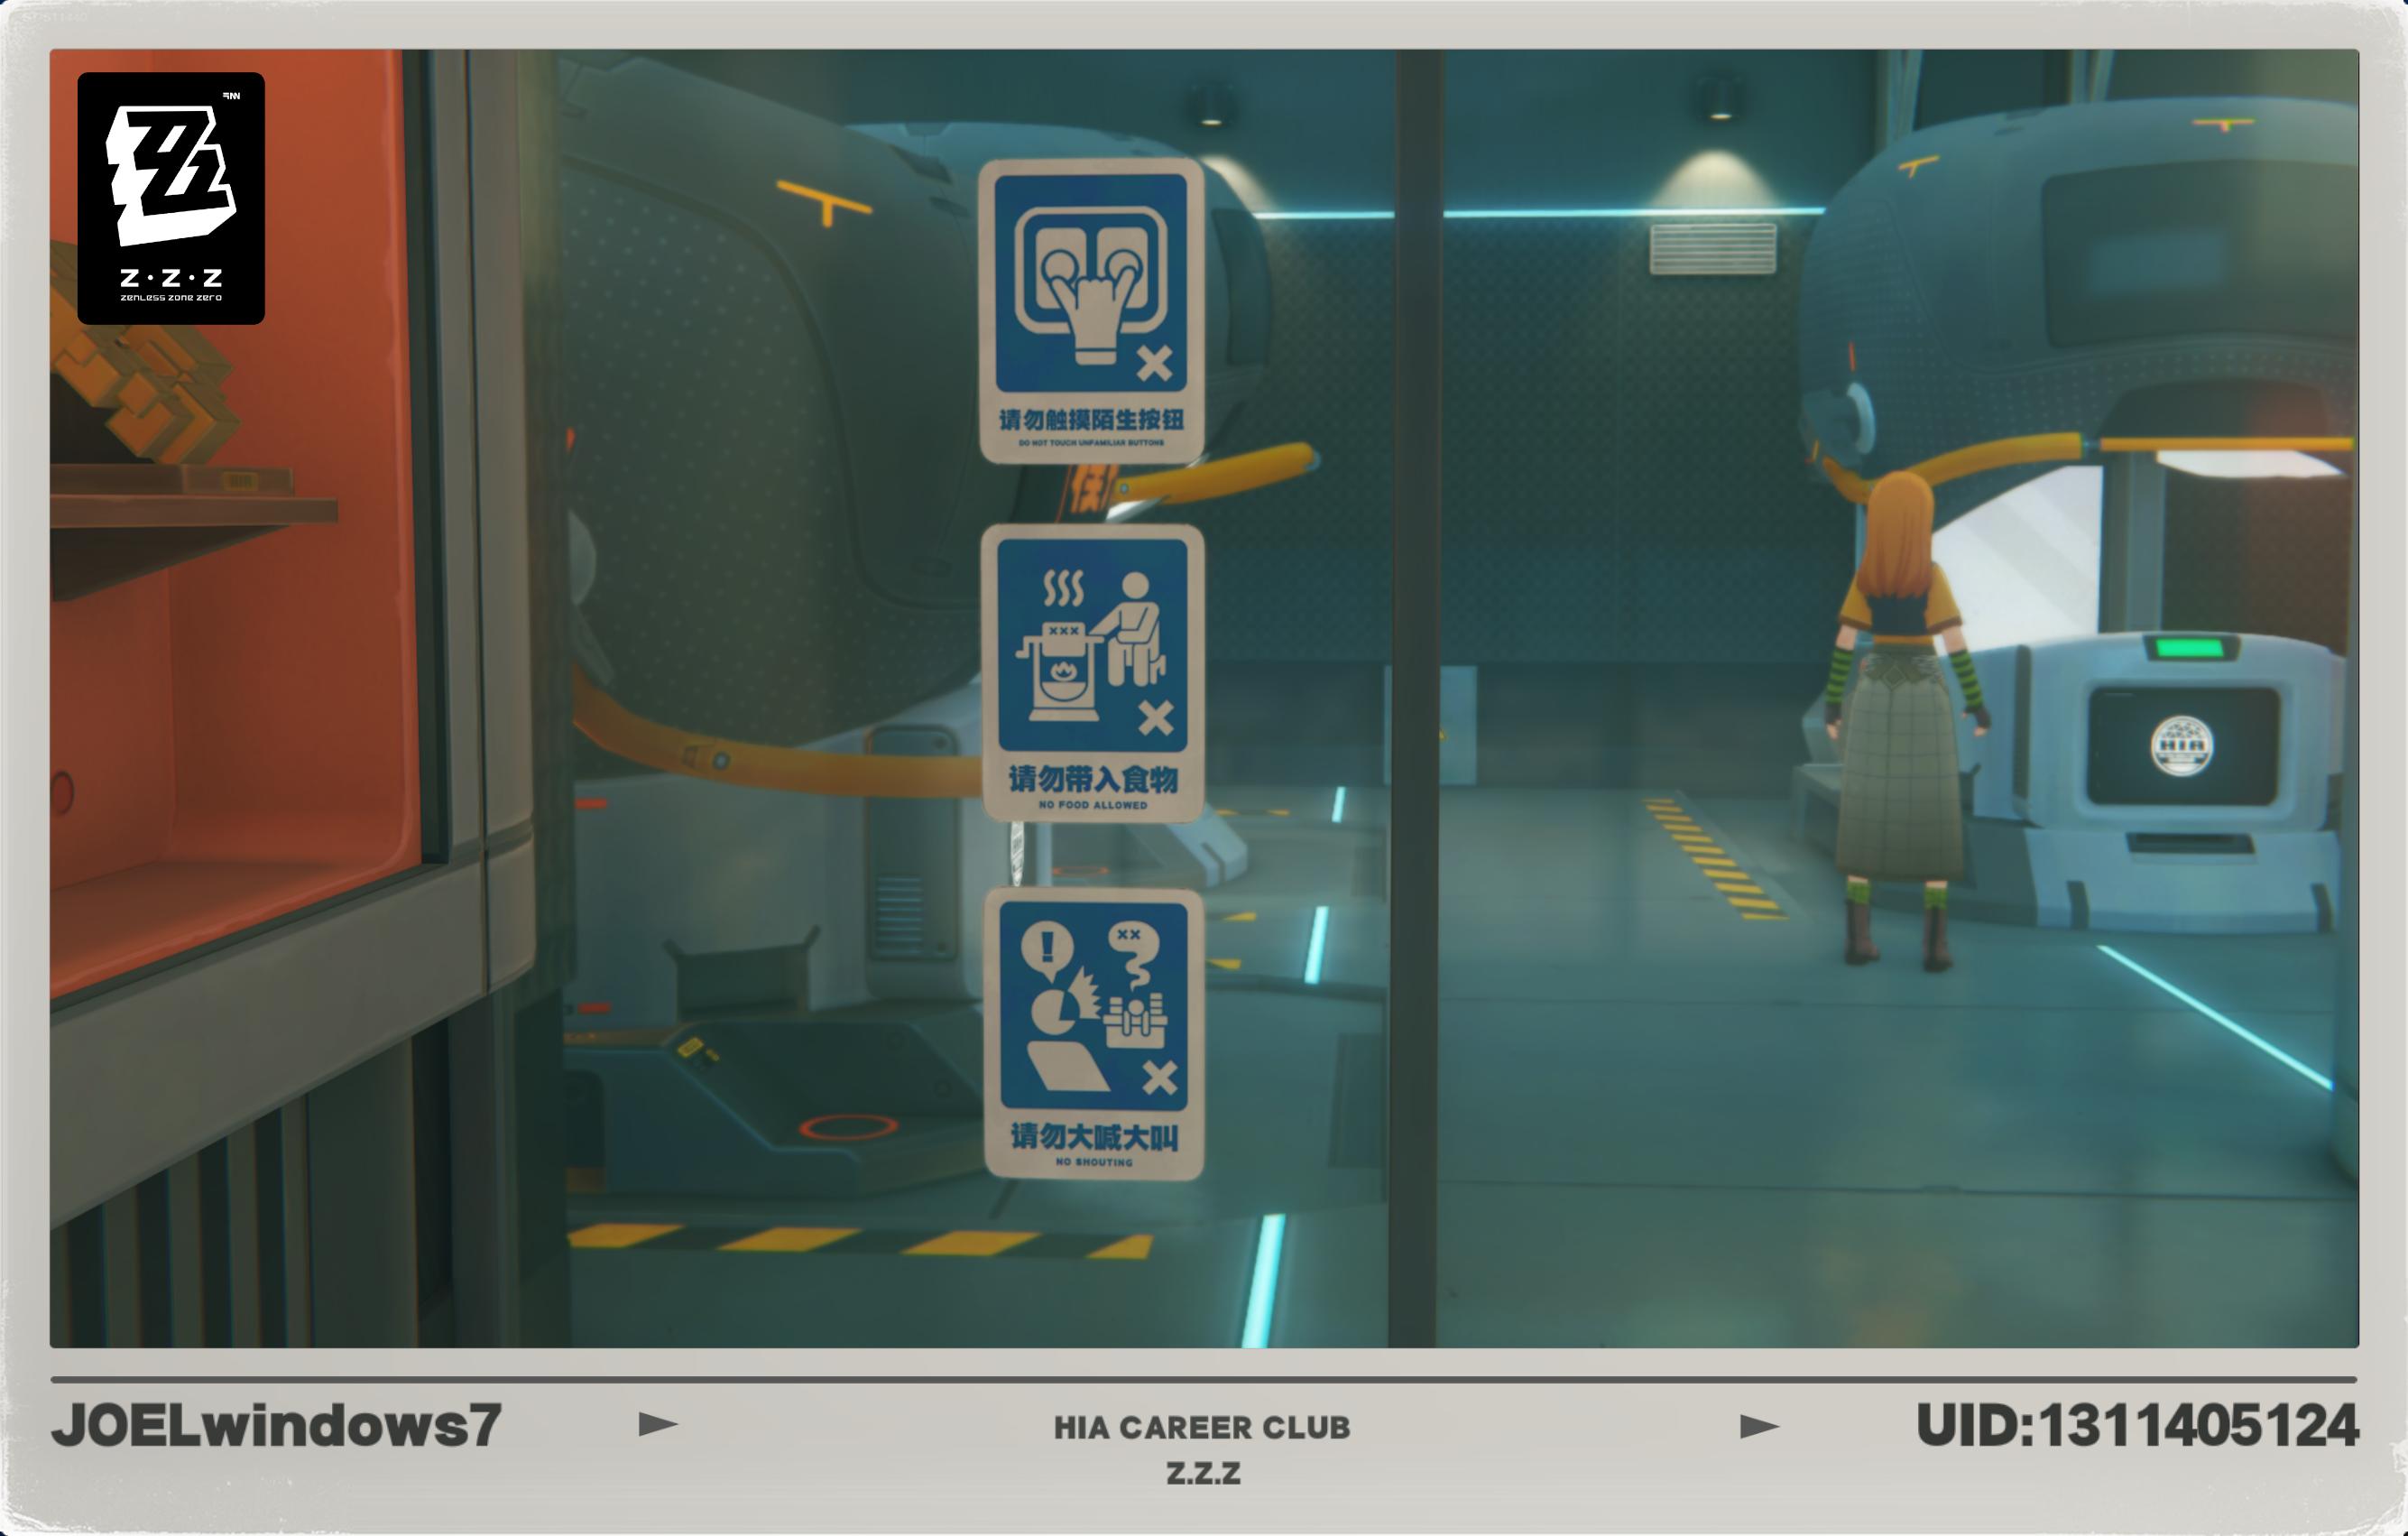 Z·Z·Z
ZENLESS ZONE ZERO
请勿触摸陌生按钮
DO NOT TOUCH UNFAMILIAR BUTTONS
请勿带入食物
NO FOOD ALLOWED
HIA
请勿大喊大叫
NO SHOUTING
JOELwindows7
HIA CAREER CLUB
Z.Z.Z
UID:1311405124